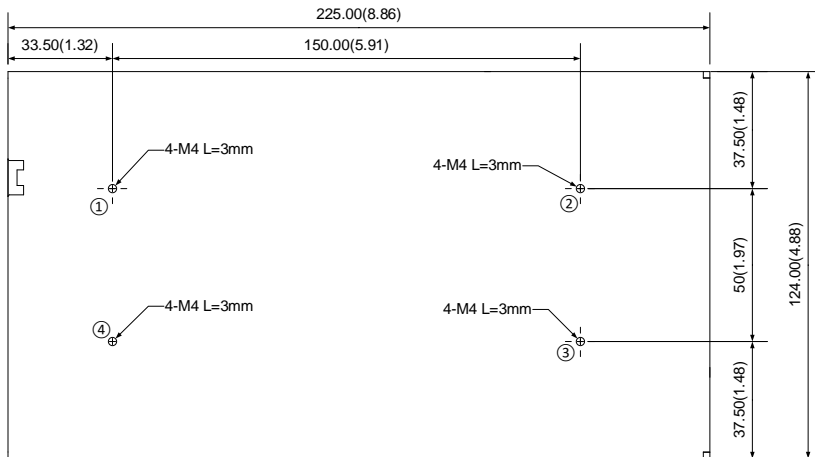 225.00(8.86)
33.50(1.32)
150.00(5.91)
37.50(1.48)
4-M4 L=3mm
4-M4 L=3mm
①
②
50(1.97)
124.00(4.88)
4-M4 L=3mm
4-M4 L=3mm
④
③
37.50(1.48)